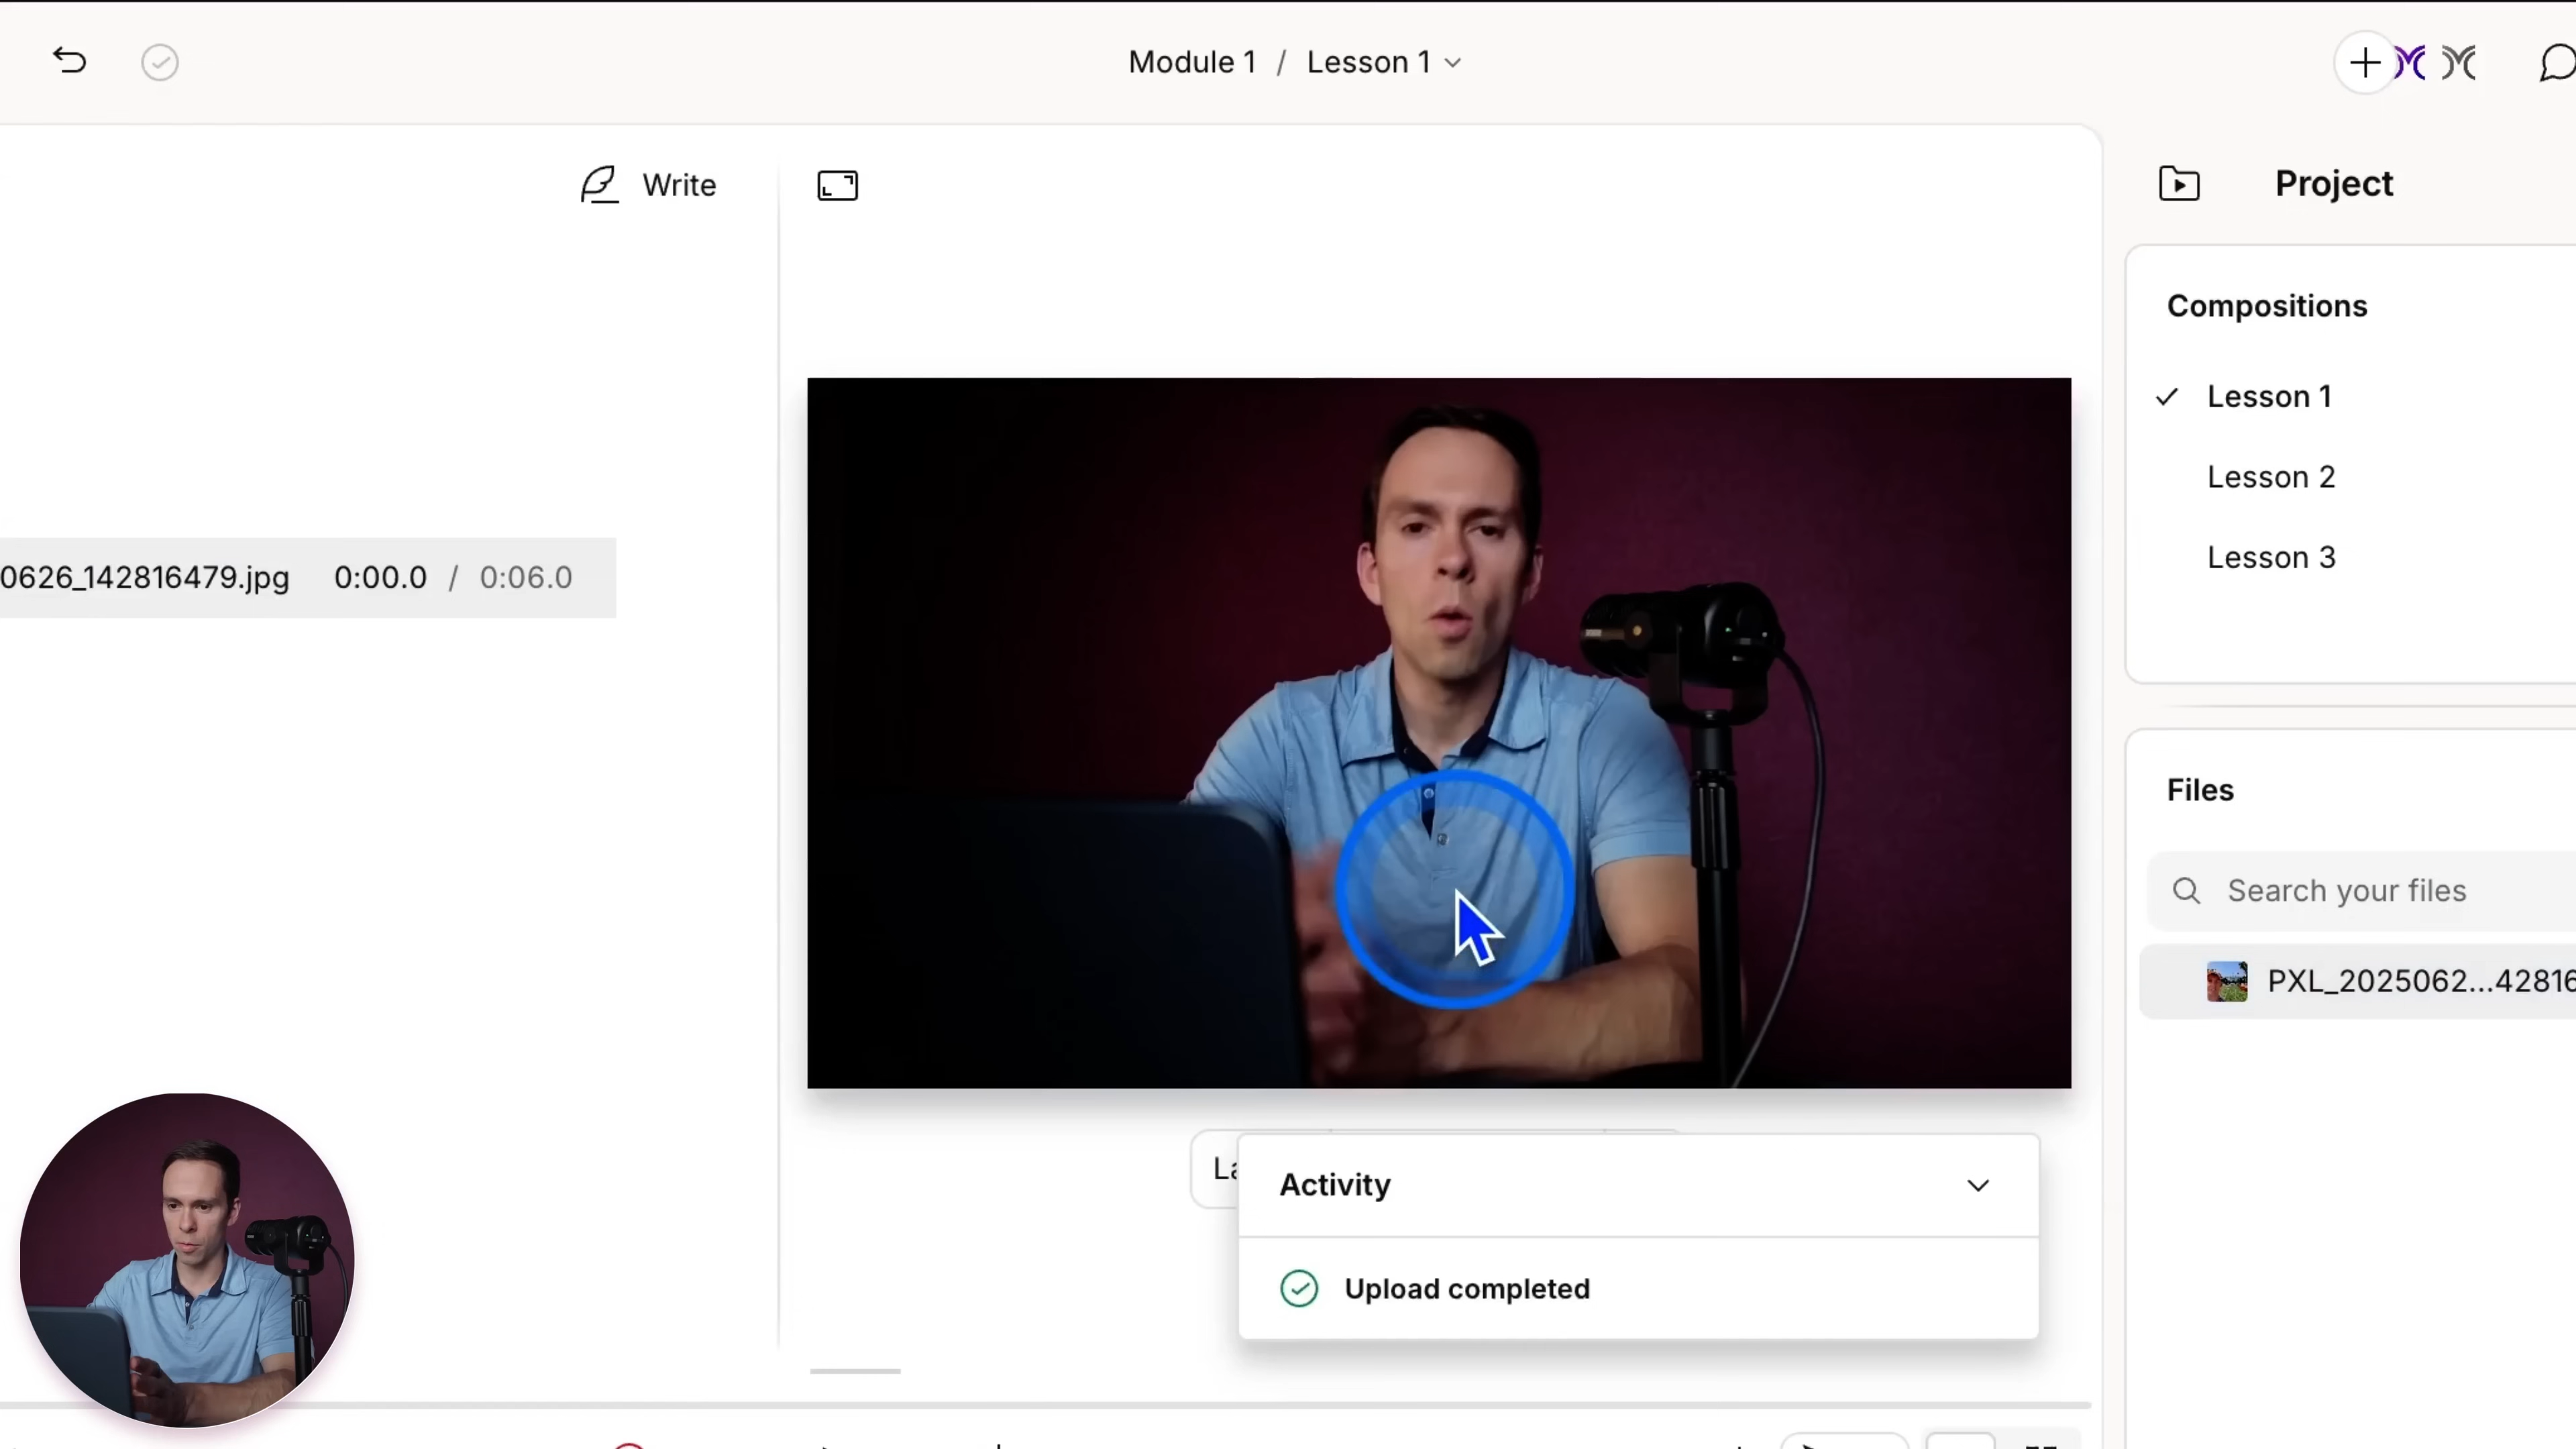 Module 1 / Lesson 1
Write
Project
Compositions
Lesson 1
Lesson 2
Lesson 3
0626_142816479.jpg 0:00.0 / 0:06.0
Files
Search your files
PXL_2025062...42816
La
Activity
Upload completed